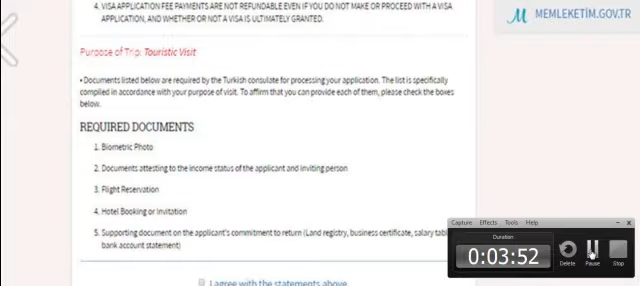 4. VISA APPLICATION FEE PAYMENTS ARE NOT REFUNDABLE EVEN IF YOU DO NOT MAKE OR PROCEED WITH A VISA
APPLICATION, AND WHETHER OR NOT A VISA IS ULTIMATELY GRANTED.
MEMLEKETİM.GOV.TR
Purpose of Trip: Touristic Visit
• Documents listed below are required by the Turkish consulate for processing your application. The list is specifically
compiled in accordance with your purpose of visit. To affirm that you can provide each of them, please check the boxes
below.
REQUIRED DOCUMENTS
1. Biometric Photo
2. Documents attesting to the income status of the applicant and inviting person
3. Flight Reservation
4. Hotel Booking or Invitation
5. Supporting document on the applicant's commitment to return (Land registry, business certificate, salary
bank account statement)
I agree with the statements above
Capture Effects Tools Help
Duration
0:03:52
Delete Pause Stop